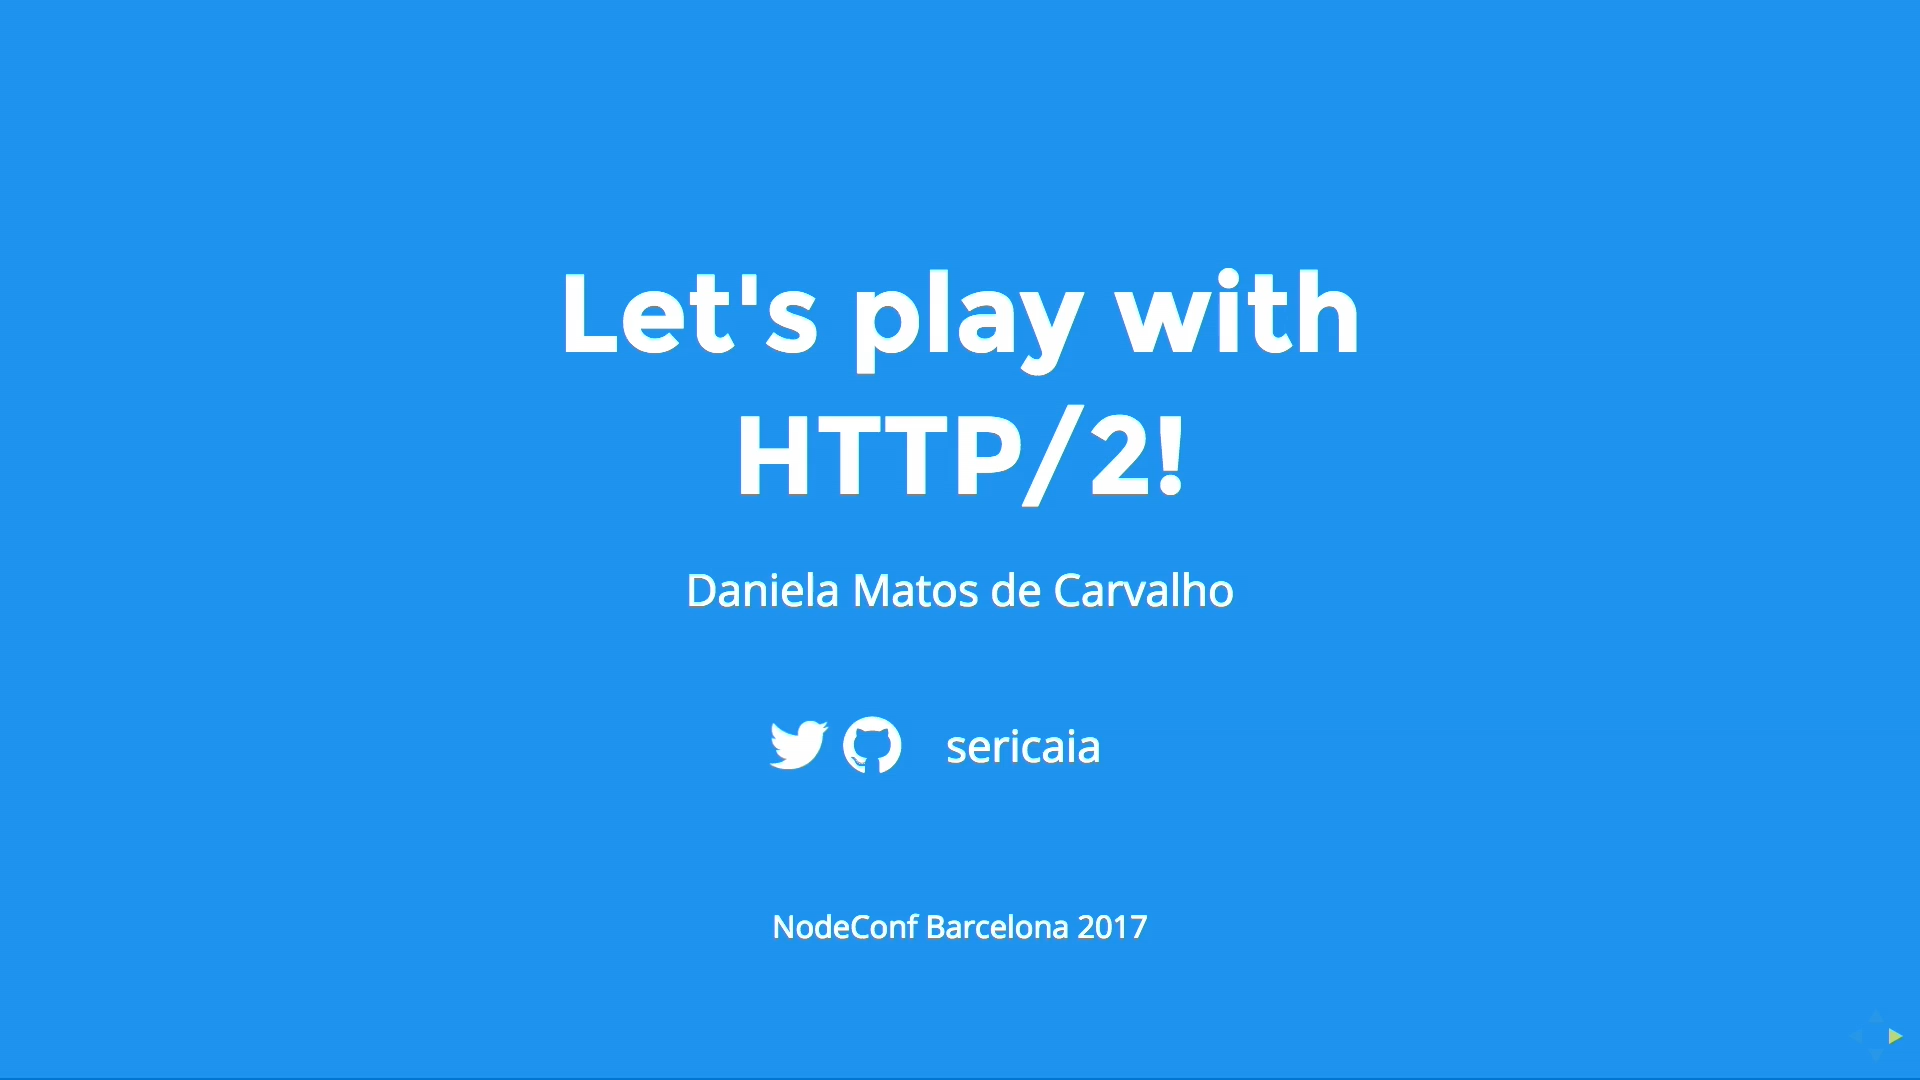 Let's play with
HTTP/2!
Daniela Matos de Carvalho
sericaia
NodeConf Barcelona 2017